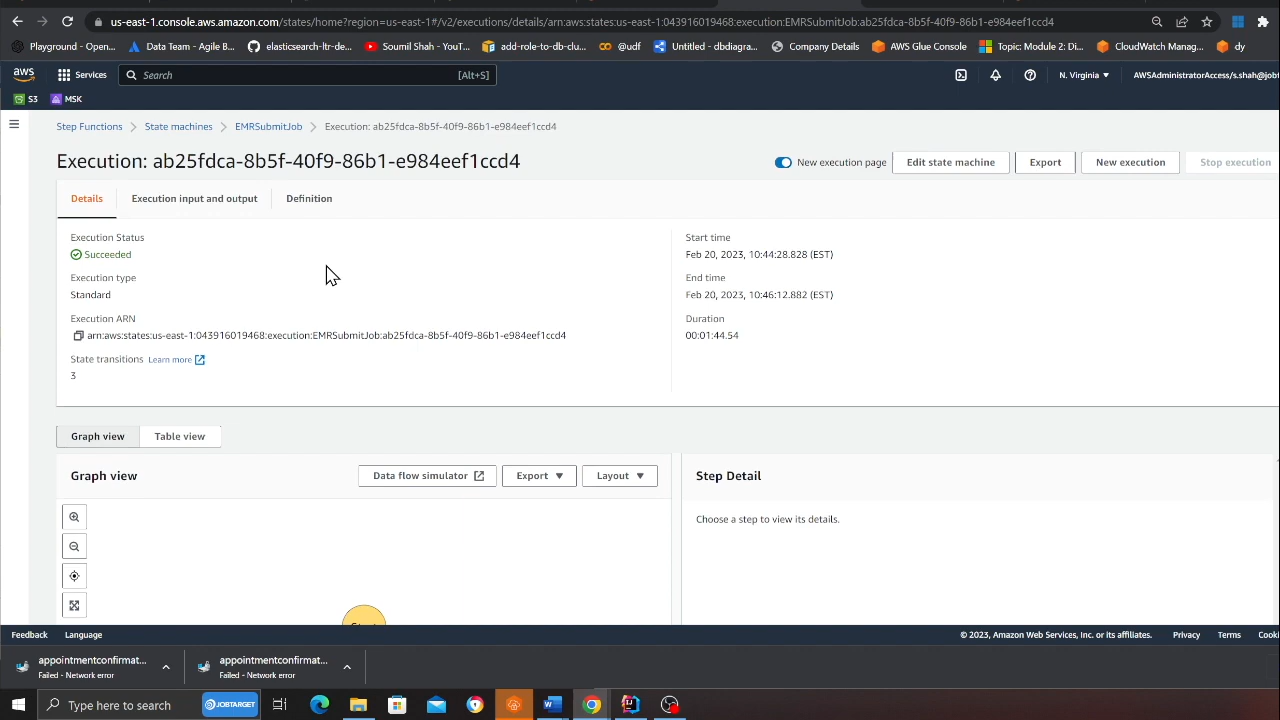 us-east-1.console.aws.amazon.com/states/home?region=us-east-1#/v2/executions/details/arn:aws:states:us-east-1:043916019468:execution:EMRSubmitJob:ab25fdca-8b5f-40f9-86b1-e984eef1ccd4
Playground - Open... Data Team - Agile B... elasticsearch-ltr-de... Soumil Shah - YouT... add-role-to-db-clu... @udf Untitled - dbdiagra... Company Details AWS Glue Console Topic: Module 2: Di... CloudWatch Manag... dy
aws Services Search [Alt+S] N. Virginia AWSAdministratorAccess/s.shah@jobt
S3 MSK
Step Functions State machines EMRSubmitJob Execution: ab25fdca-8b5f-40f9-86b1-e984eef1ccd4
Execution: ab25fdca-8b5f-40f9-86b1-e984eef1ccd4
New execution page Edit state machine Export New execution Stop execution
Details Execution input and output Definition
Execution Status
Succeeded
Execution type
Standard
Execution ARN
arn:aws:states:us-east-1:043916019468:execution:EMRSubmitJob:ab25fdca-8b5f-40f9-86b1-e984eef1ccd4
State transitions Learn more
3
Start time
Feb 20, 2023, 10:44:28.828 (EST)
End time
Feb 20, 2023, 10:46:12.882 (EST)
Duration
00:01:44.54
Graph view Table view
Graph view Data flow simulator Export Layout
Step Detail
Choose a step to view its details.
Feedback Language © 2023, Amazon Web Services, Inc. or its affiliates. Privacy Terms Cooki
appointmentconfirmat... appointmentconfirmat...
Failed - Network error Failed - Network error
Type here to search JOBTARGET